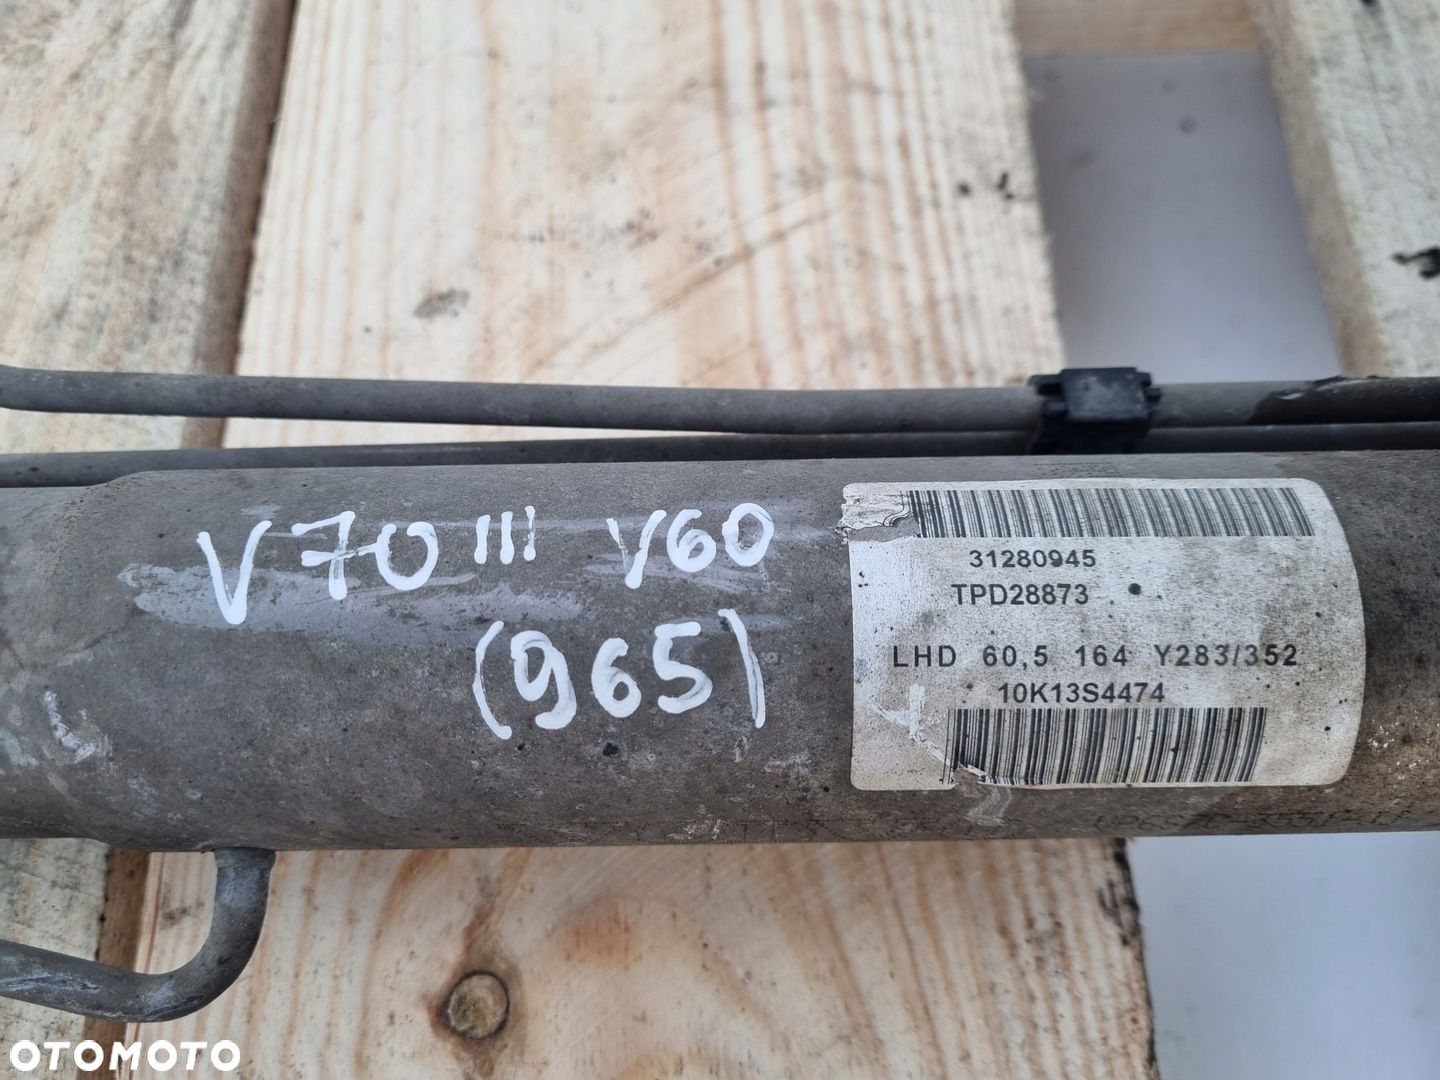 V70 III V60
(965)
31280945
TPD28873
LHD 60,5 164 Y283/352
10K13S4474
OTOMOTO